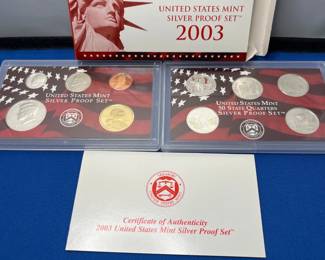 UNITED STATES MINT
SILVER PROOF SET™
2003
UNITED STATES MINT
SILVER PROOF SET™
UNITED STATES MINT
50 STATE QUARTERS
SILVER PROOF SET™
Certificate of Authenticity
2003 United States Mint Silver Proof Set™